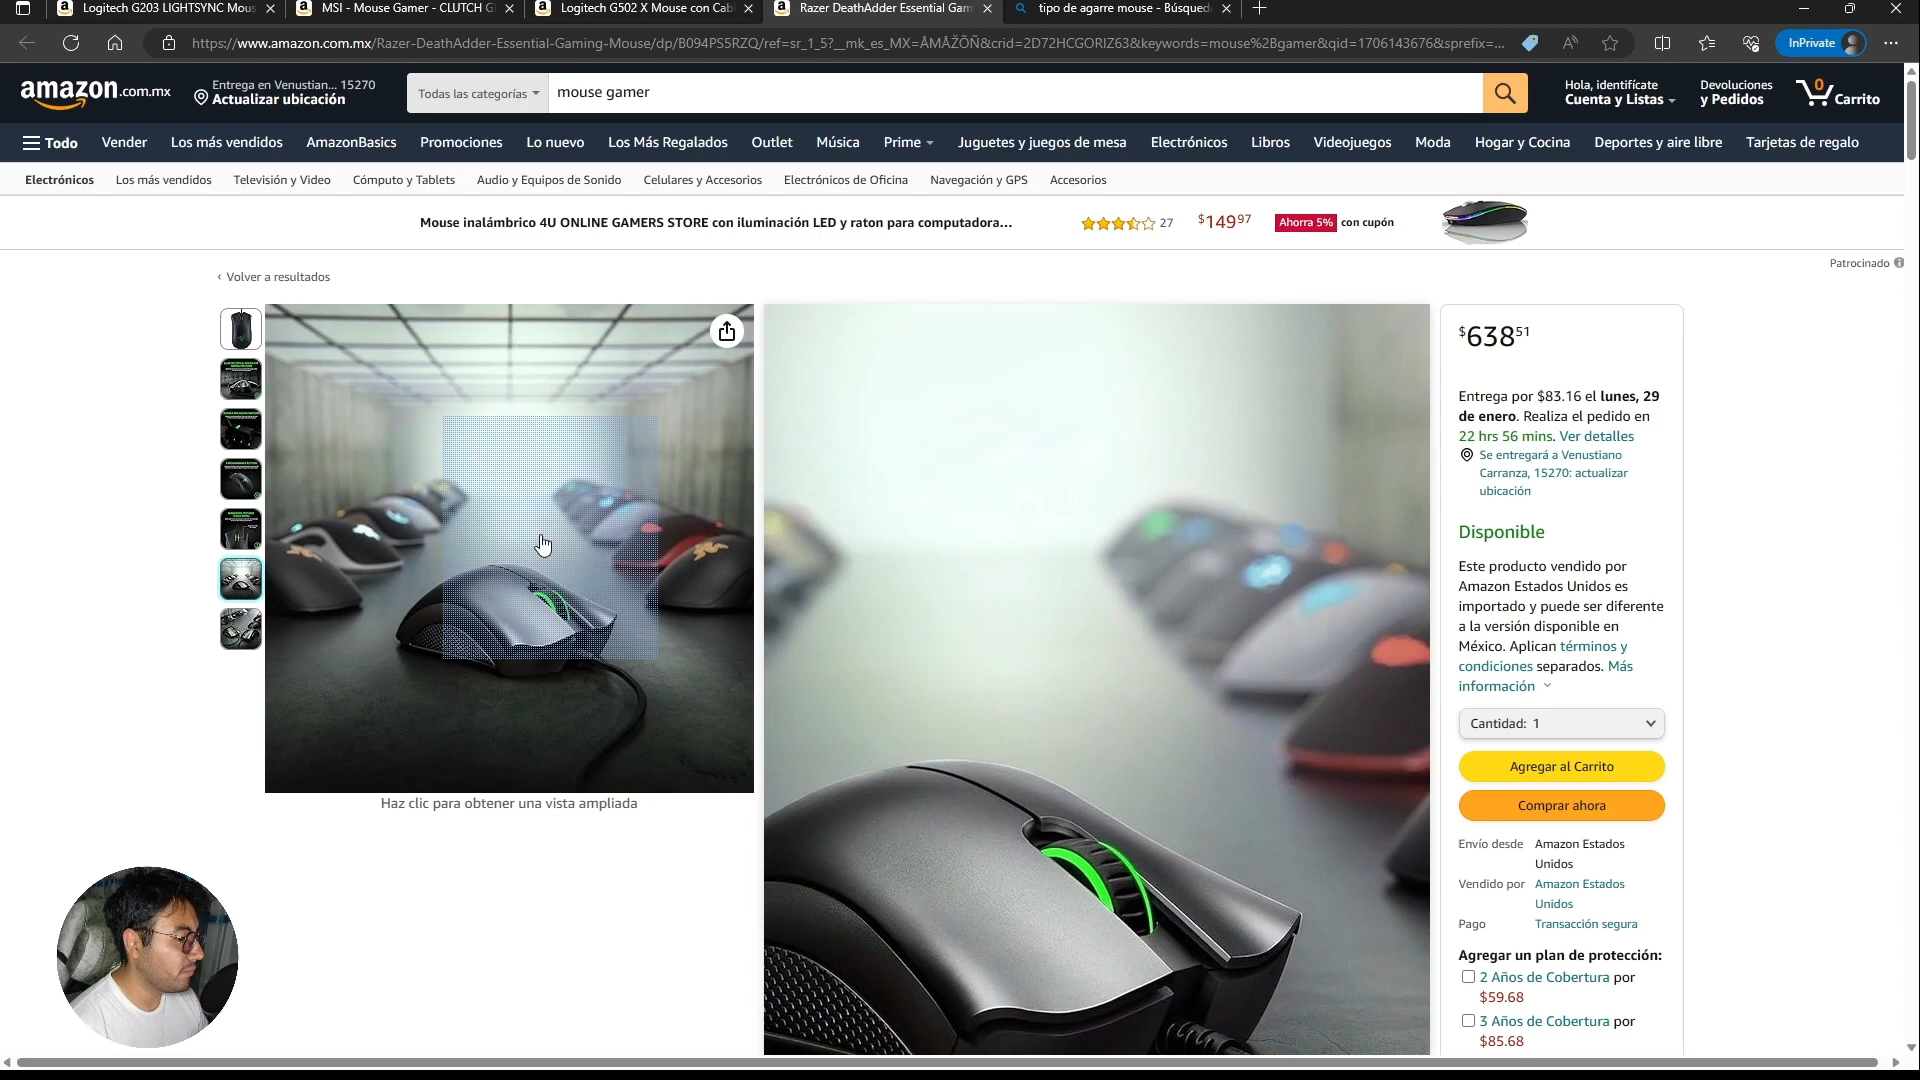 Logitech G203 LIGHTSYNC Mous
MSI - Mouse Gamer - CLUTCH G
Logitech G502 X Mouse con Cab
Razer DeathAdder Essential Gam
tipo de agarre mouse - Búsqued
https://www.amazon.com.mx/Razer-DeathAdder-Essential-Gaming-Mouse/dp/B094PS5RZQ/ref=sr_1_5?__mk_es_MX=ÅMÅŽÕÑ&crid=2D72HCGORIZ63&keywords=mouse%2Bgamer&qid=1706143676&sprefix=...
InPrivate
amazon.com.mx
Entrega en Venustian... 15270
Actualizar ubicación
Todas las categorías
mouse gamer
Hola, identifícate
Cuenta y Listas
Devoluciones
y Pedidos
0
Carrito
Todo
Vender
Los más vendidos
AmazonBasics
Promociones
Lo nuevo
Los Más Regalados
Outlet
Música
Prime
Juguetes y juegos de mesa
Electrónicos
Libros
Videojuegos
Moda
Hogar y Cocina
Deportes y aire libre
Tarjetas de regalo
Electrónicos
Los más vendidos
Televisión y Video
Cómputo y Tablets
Audio y Equipos de Sonido
Celulares y Accesorios
Electrónicos de Oficina
Navegación y GPS
Accesorios
Mouse inalámbrico 4U ONLINE GAMERS STORE con iluminación LED y raton para computadora...
27
$14997
Ahorra 5% con cupón
Patrocinado
‹ Volver a resultados
Haz clic para obtener una vista ampliada
$63851
Entrega por $83.16 el lunes, 29
de enero. Realiza el pedido en
22 hrs 56 mins. Ver detalles
Se entregará a Venustiano
Carranza, 15270: actualizar
ubicación
Disponible
Este producto vendido por
Amazon Estados Unidos es
importado y puede ser diferente
a la versión disponible en
México. Aplican términos y
condiciones separados. Más
información
Cantidad: 1
Agregar al Carrito
Comprar ahora
Envío desde Amazon Estados
Unidos
Vendido por Amazon Estados
Unidos
Pago Transacción segura
Agregar un plan de protección:
2 Años de Cobertura por
$59.68
3 Años de Cobertura por
$85.68